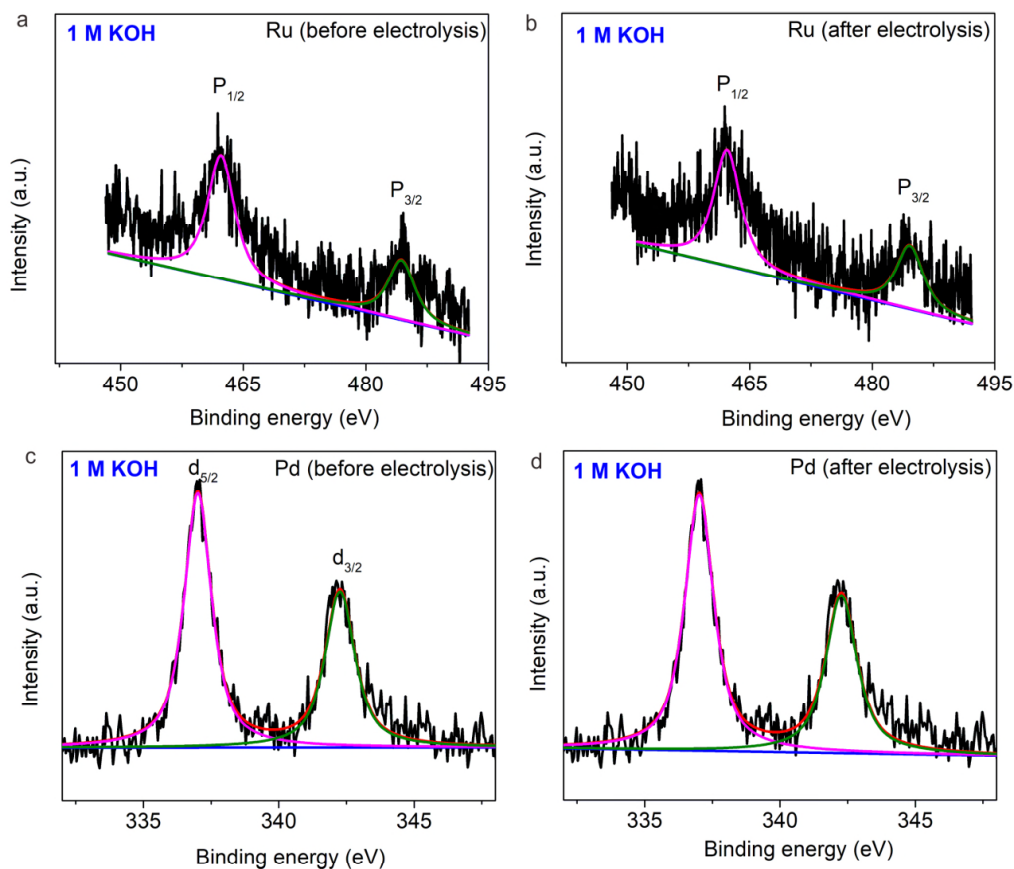 a
1 M KOH
Ru (before electrolysis)
P1/2
P3/2
Intensity (a.u.)
450 465 480 495
Binding energy (eV)
b
1 M KOH
Ru (after electrolysis)
P1/2
P3/2
Intensity (a.u.)
450 465 480 495
Binding energy (eV)
c
1 M KOH
Pd (before electrolysis)
d5/2
d3/2
Intensity (a.u.)
335 340 345
Binding energy (eV)
d
1 M KOH
Pd (after electrolysis)
Intensity (a.u.)
335 340 345
Binding energy (eV)